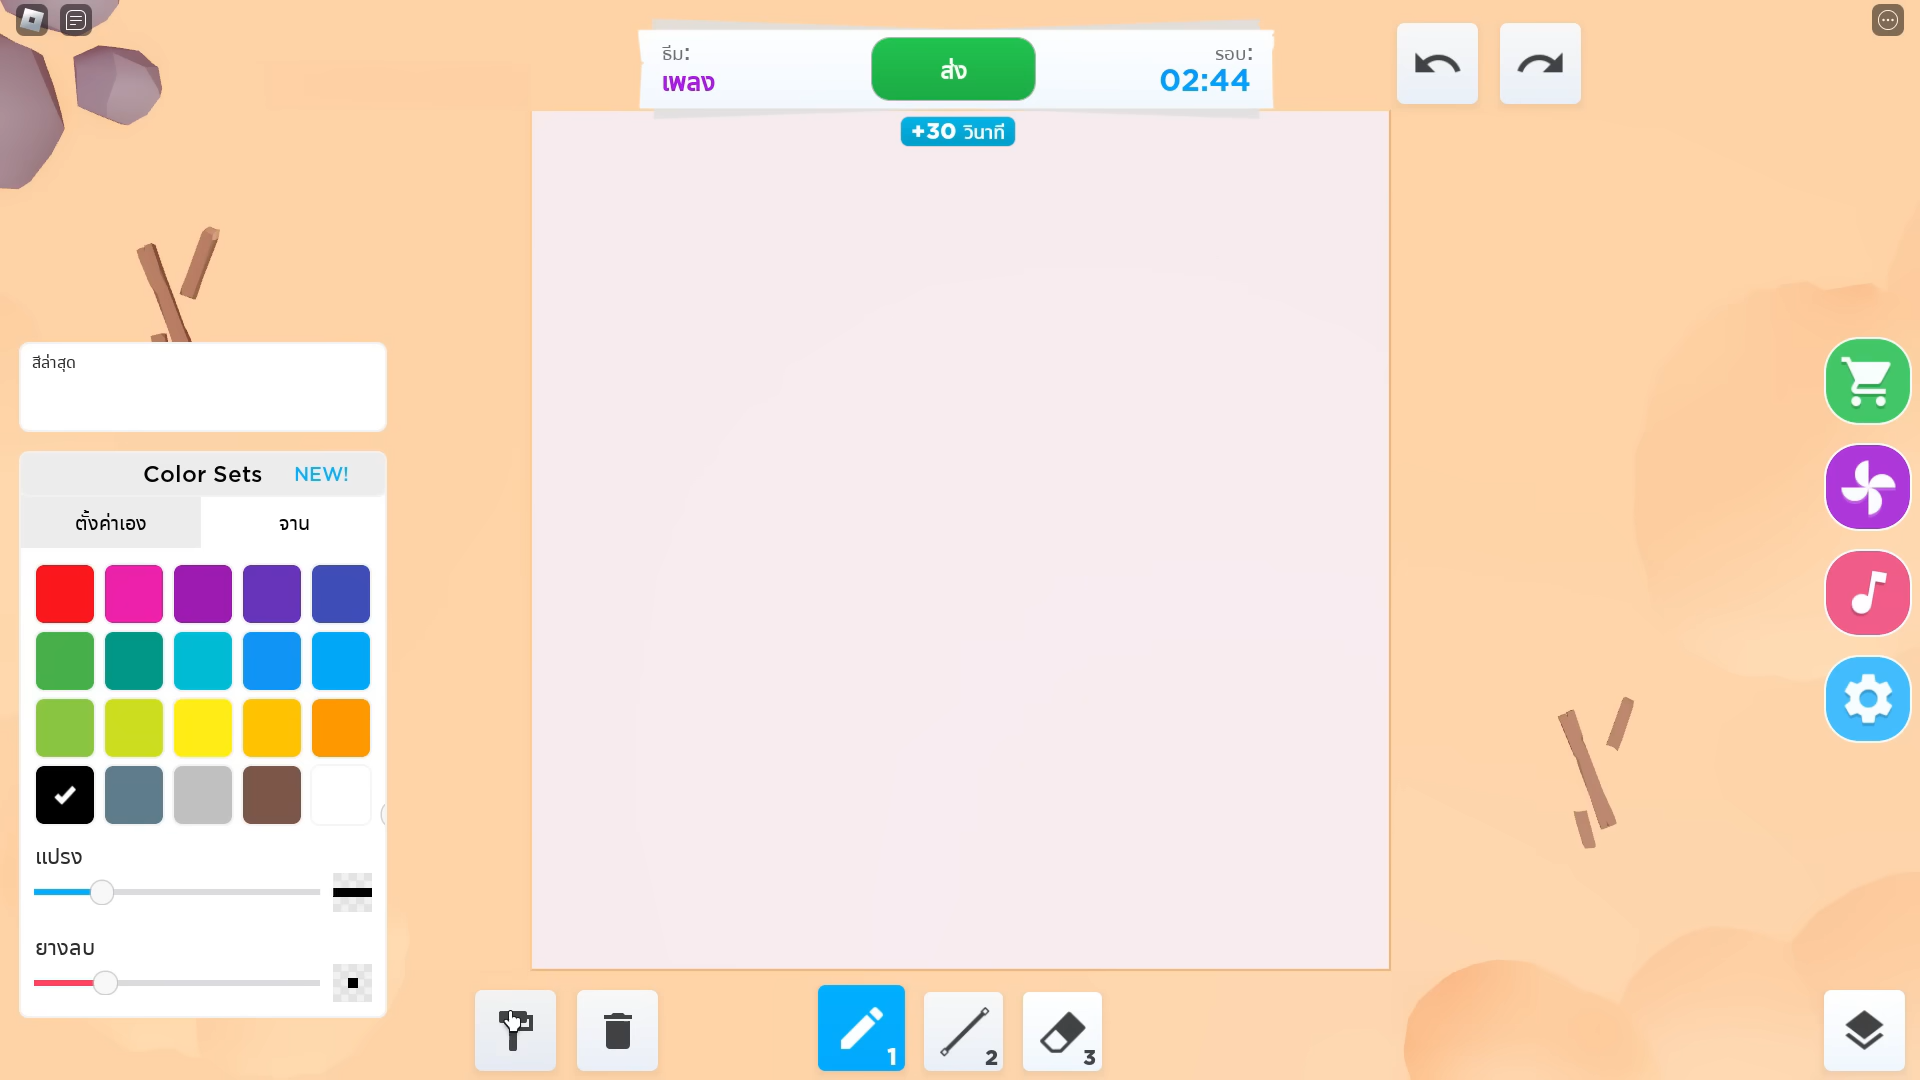 ธีม:
เพลง
ส่ง
รอบ:
02:44
+30 วินาที
สีล่าสุด
Color Sets NEW!
ตั้งค่าเอง
จาน
แปรง
ยางลบ
1
2
3